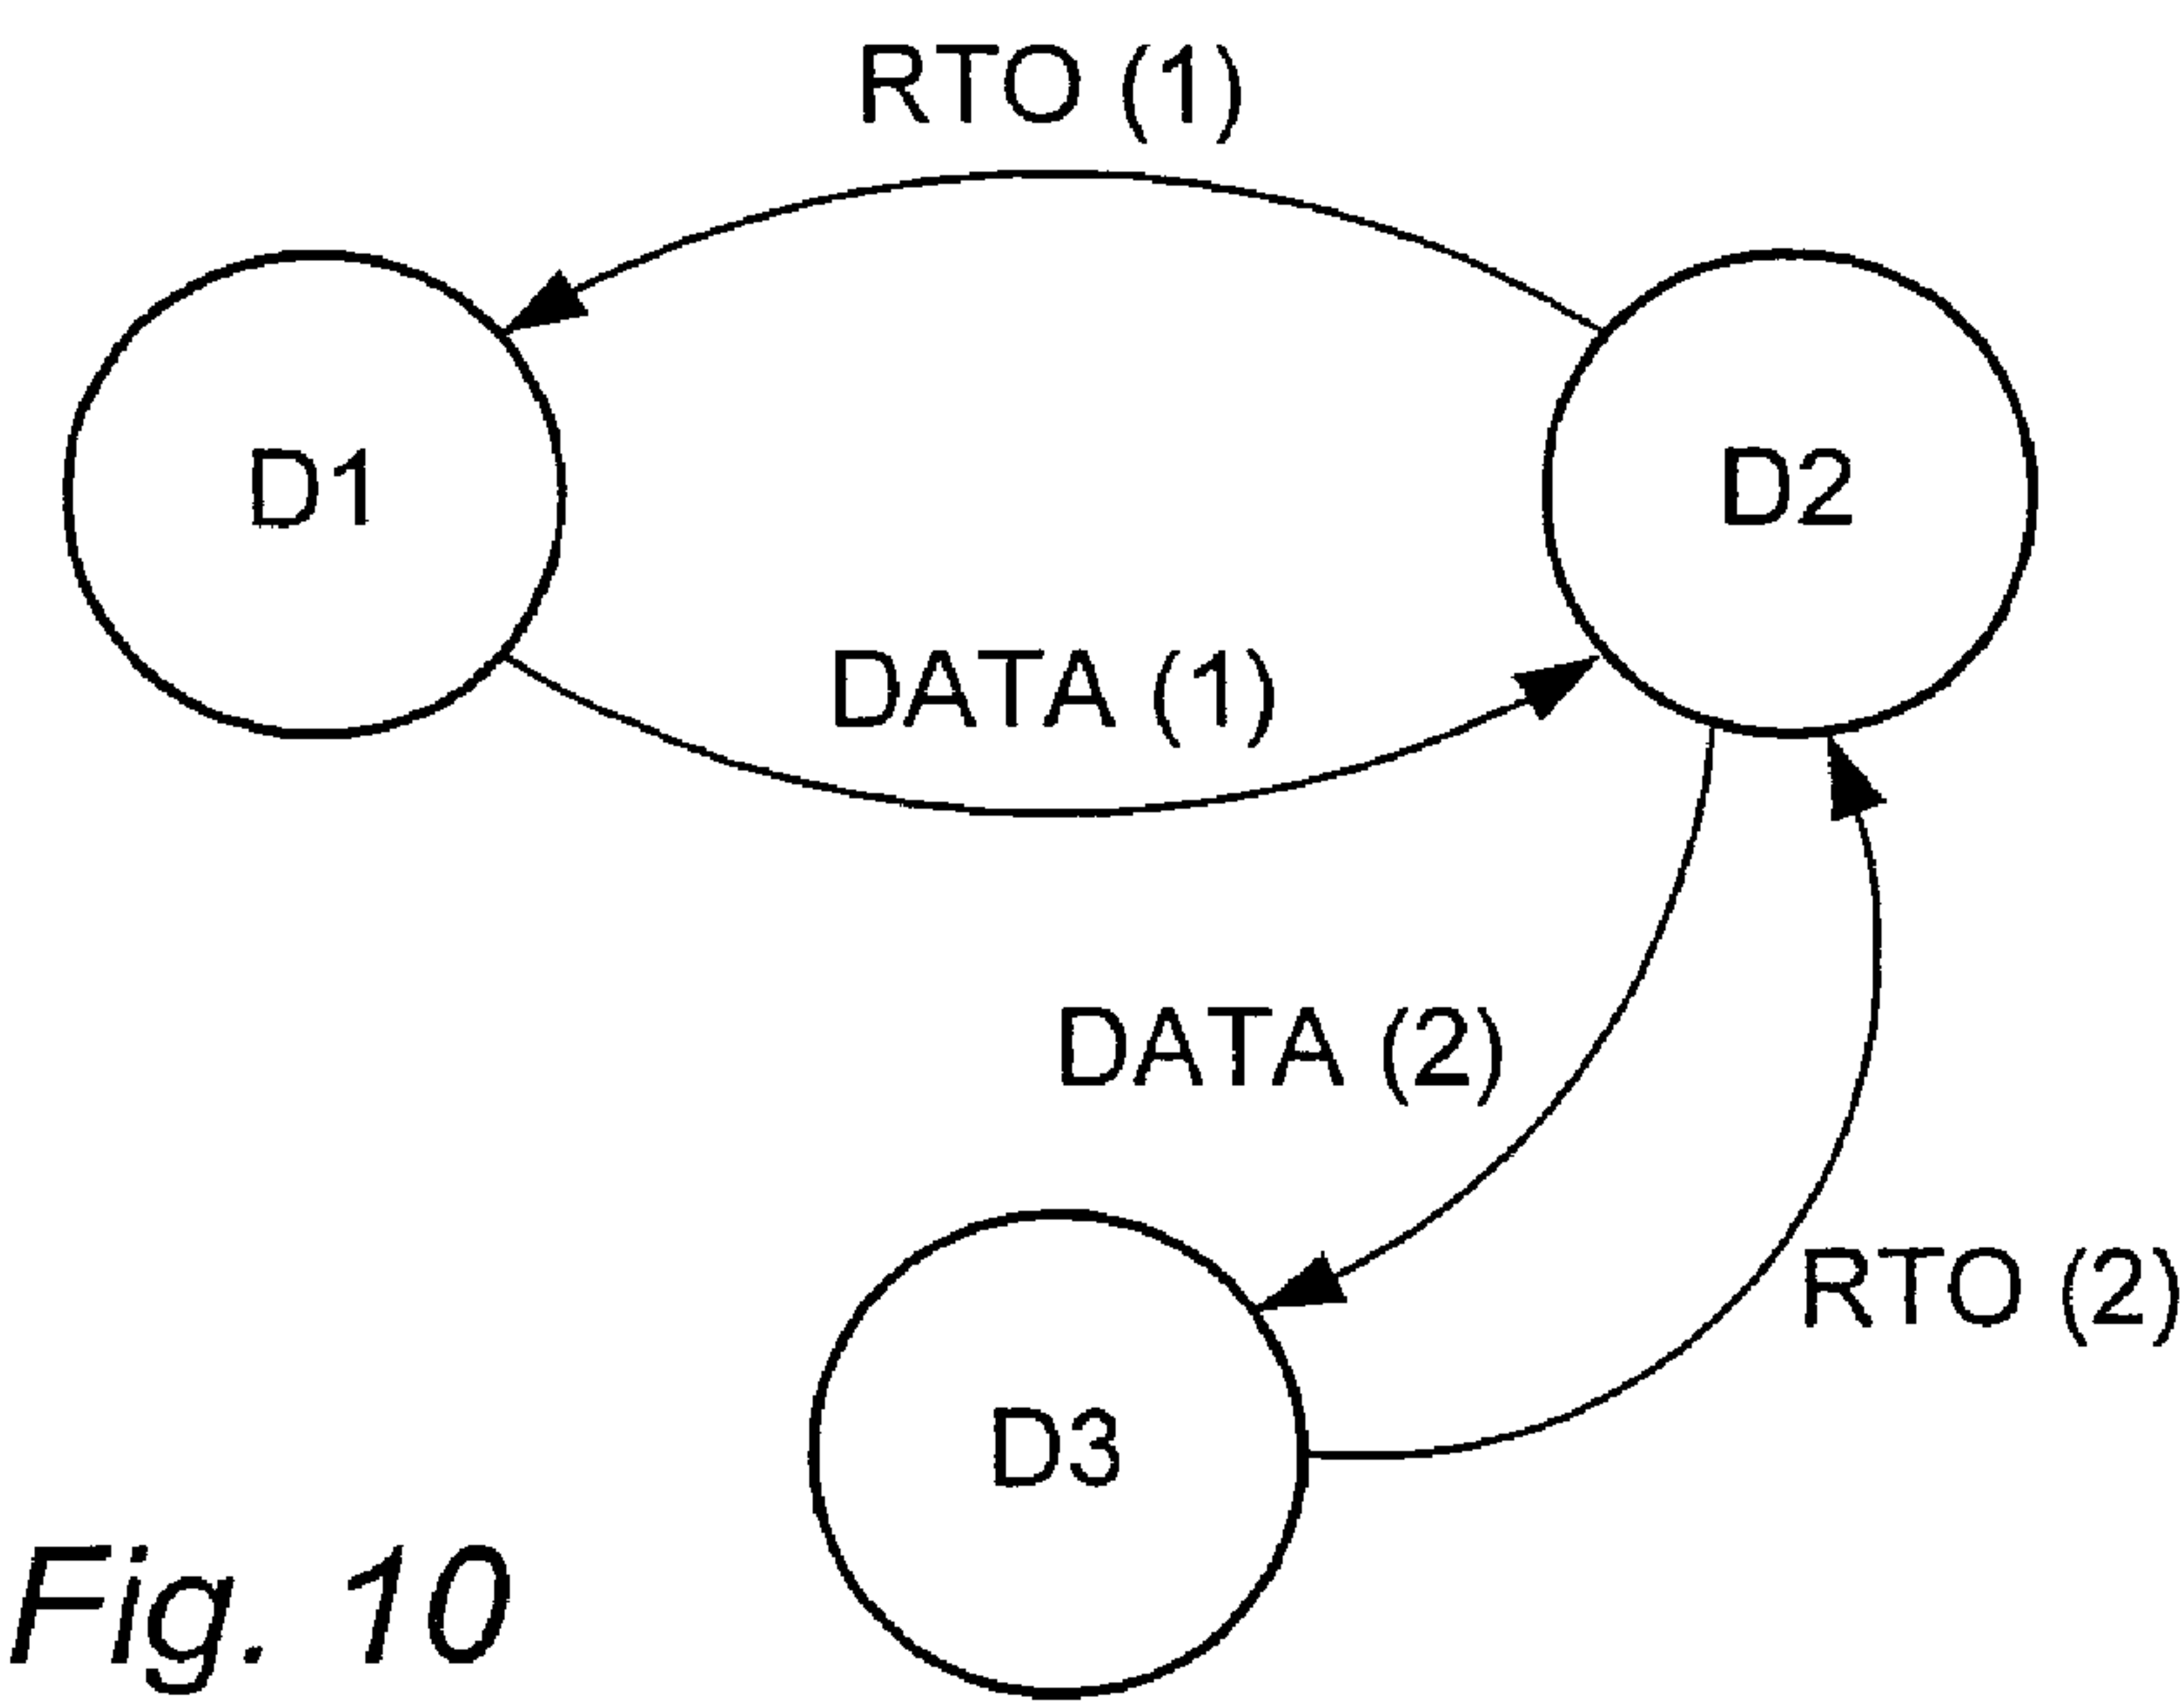 RTO (1)
D1
D2
DATA (1)
DATA (2)
RTO (2)
D3
Fig. 10